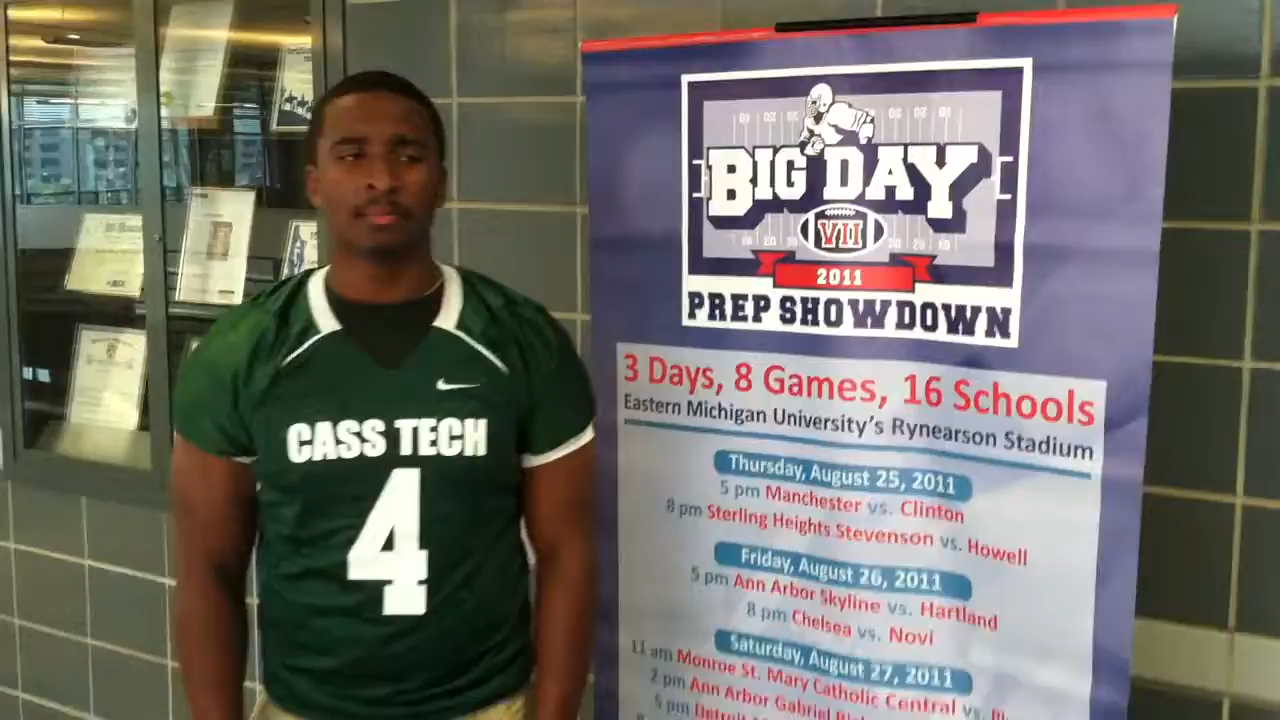 CASS TECH
4
BIG DAY
VII
2011
PREP SHOWDOWN
3 Days, 8 Games, 16 Schools
Eastern Michigan University's Rynearson Stadium
Thursday, August 25, 2011
5 pm Manchester vs. Clinton
8 pm Sterling Heights Stevenson vs. Howell
Friday, August 26, 2011
5 pm Ann Arbor Skyline vs. Hartland
8 pm Chelsea vs. Novi
Saturday, August 27, 2011
11 am Monroe St. Mary Catholic Central vs.
2 pm Ann Arbor Gabriel
5 pm Detroit